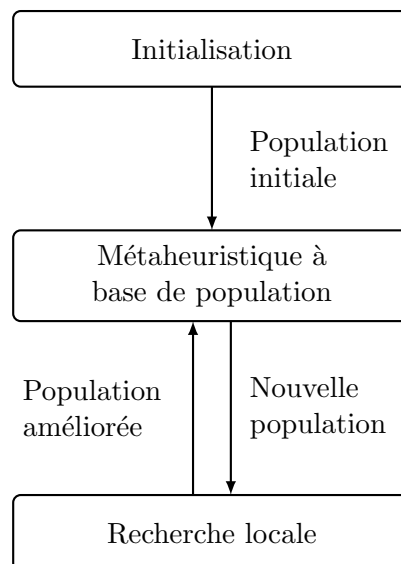 Initialisation
Population
initiale
Métaheuristique à
base de population
Population
améliorée
Nouvelle
population
Recherche locale